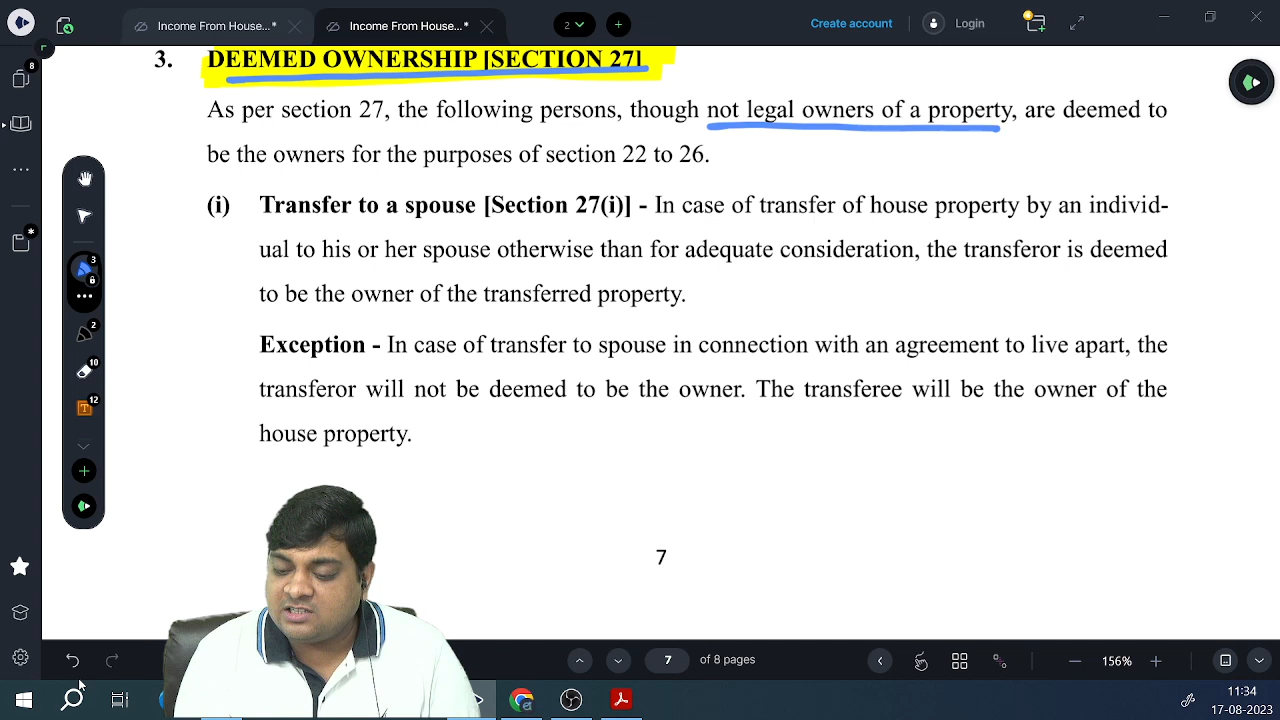 Income From House...*
Income From House...*
2
Create account
Login
3. DEEMED OWNERSHIP [SECTION 27]
As per section 27, the following persons, though not legal owners of a property, are deemed to
be the owners for the purposes of section 22 to 26.
(i) Transfer to a spouse [Section 27(i)] - In case of transfer of house property by an individ-
ual to his or her spouse otherwise than for adequate consideration, the transferor is deemed
to be the owner of the transferred property.
Exception - In case of transfer to spouse in connection with an agreement to live apart, the
transferor will not be deemed to be the owner. The transferee will be the owner of the
house property.
7
8
3
2
10
T 12
7 of 8 pages
156%
11:34
17-08-2023